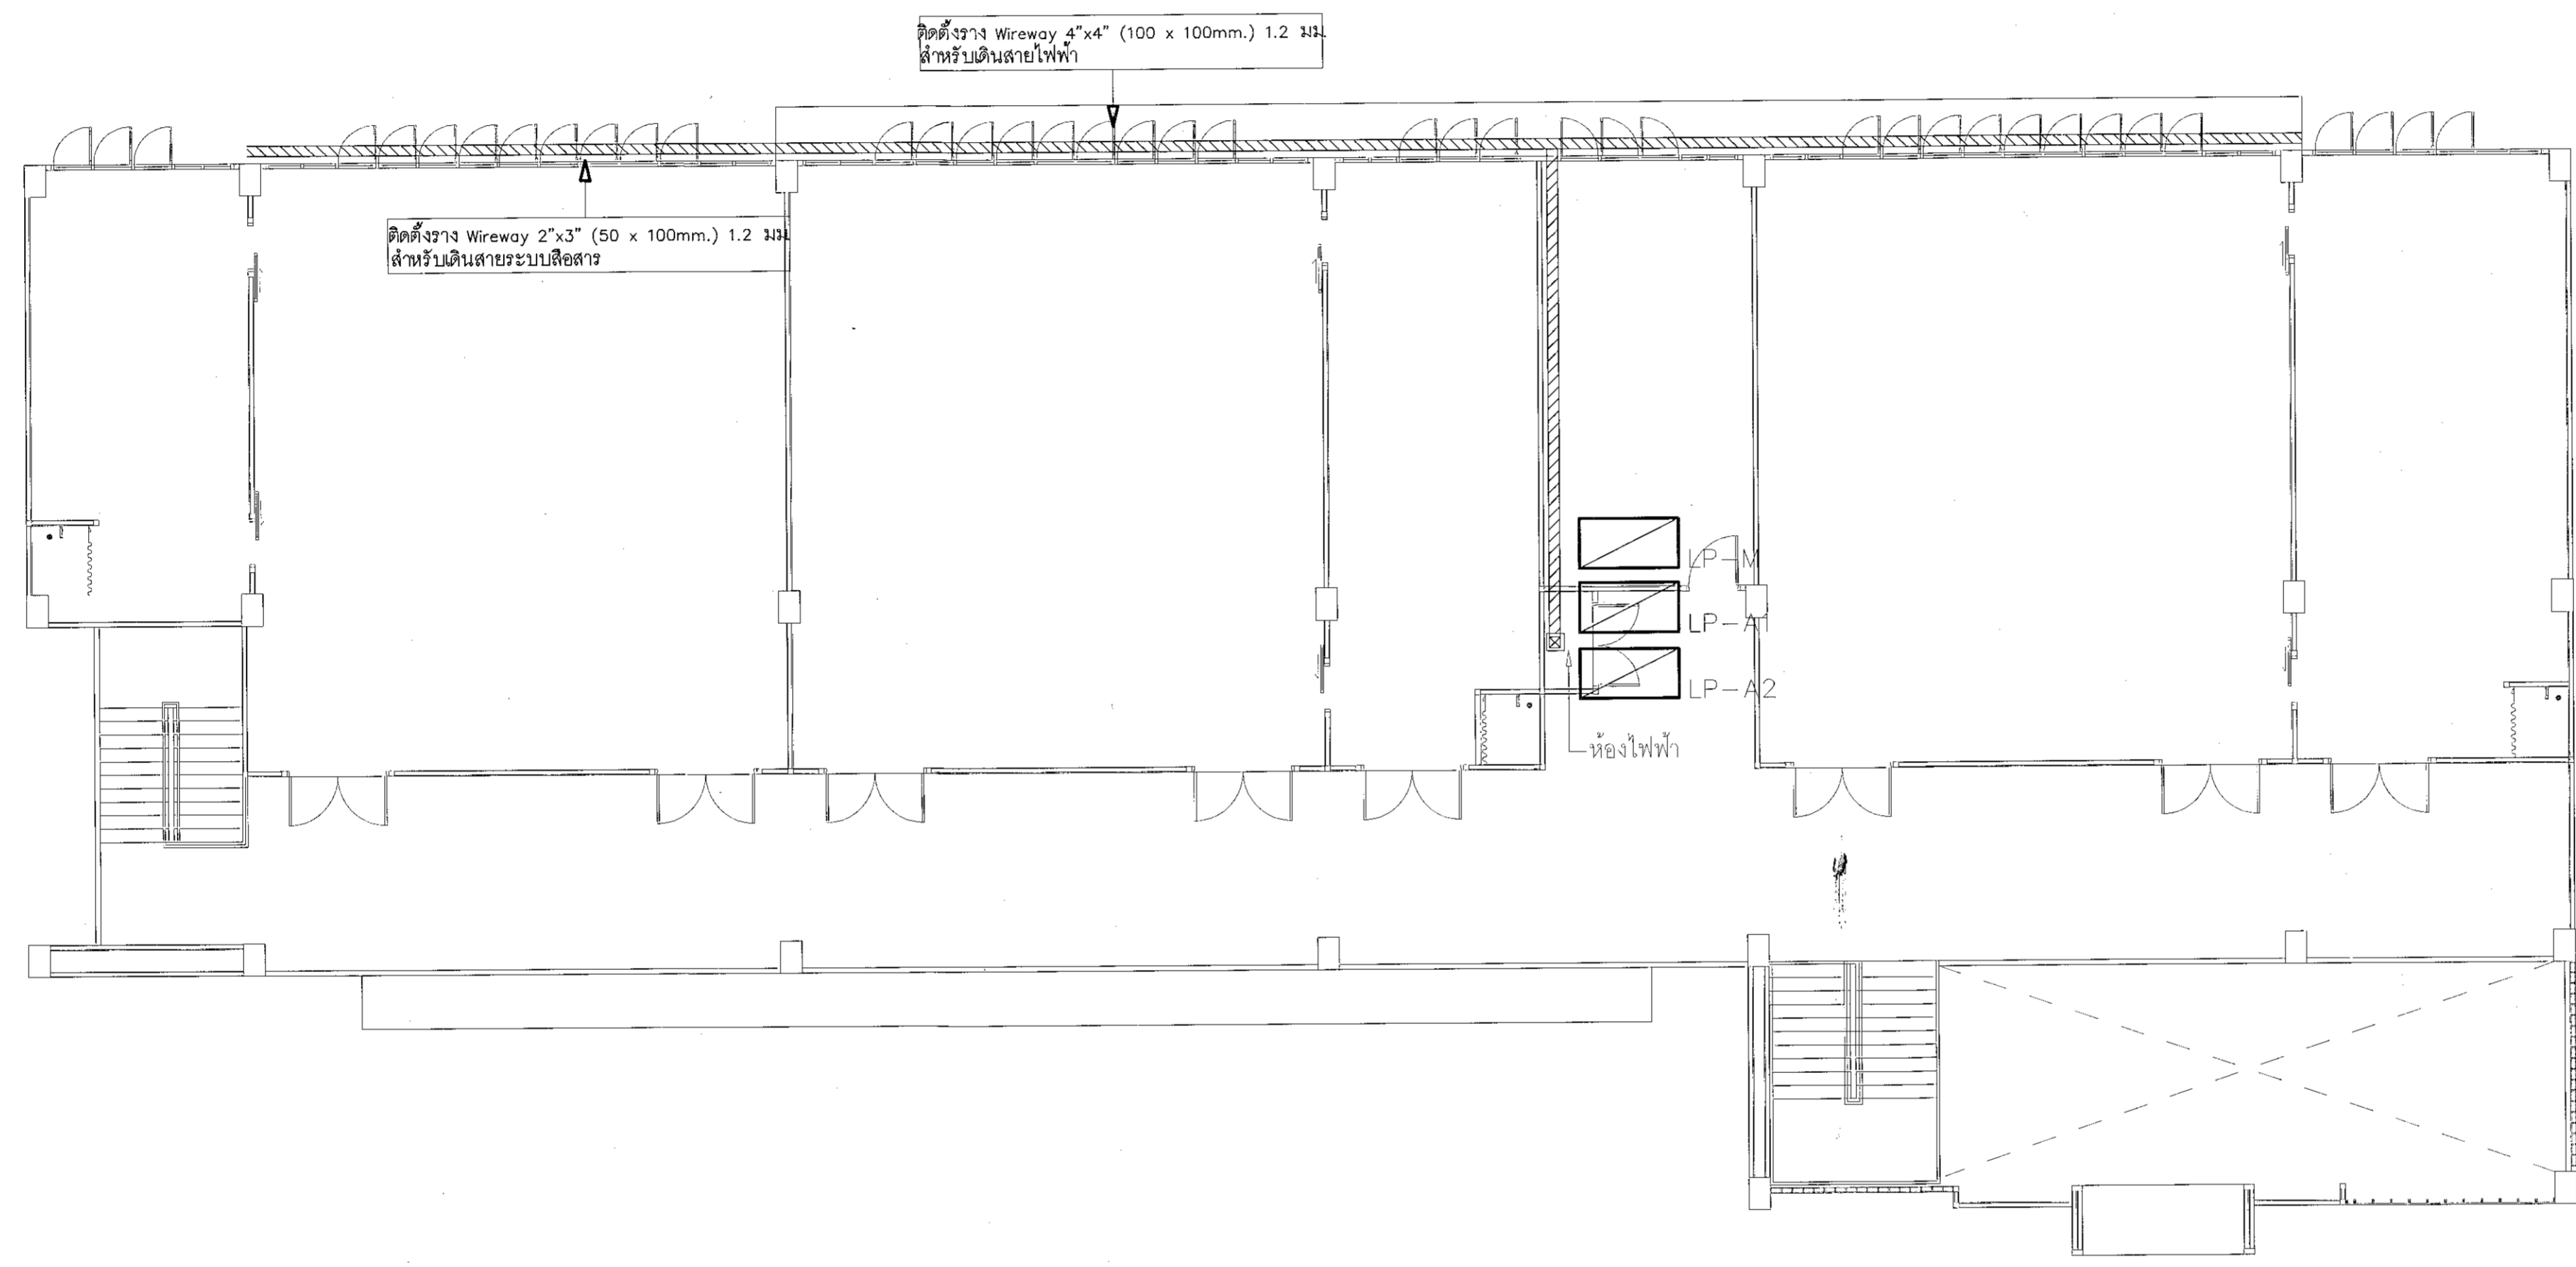 ติดตั้งราง Wireway 4"x4" (100 x 100mm.) 1.2 มม.
สำหรับเดินสายไฟฟ้า
ติดตั้งราง Wireway 2"x3" (50 x 100mm.) 1.2 มม.
สำหรับเดินสายระบบสื่อสาร
LP-M
LP-A1
LP-A2
ห้องไฟฟ้า